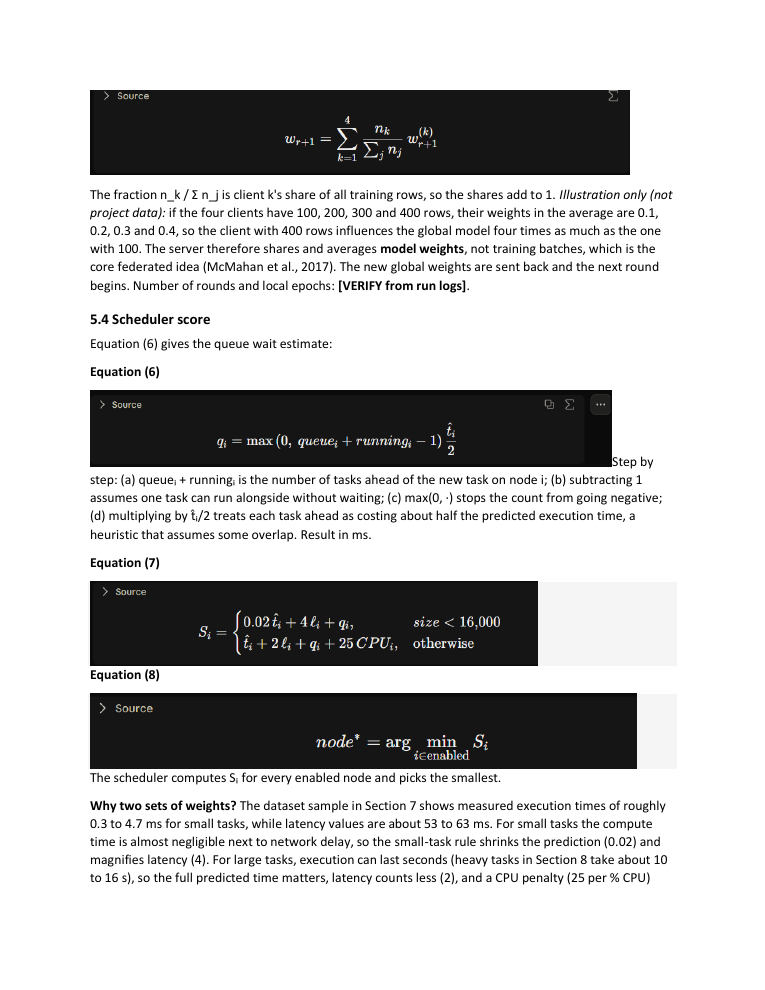 Source
w_{r+1} = \sum_{k=1}^{4} \frac{n_k}{\sum_j n_j} w_{r+1}^{(k)}
The fraction n_k / Σ n_j is client k's share of all training rows, so the shares add to 1. Illustration only (not
project data): if the four clients have 100, 200, 300 and 400 rows, their weights in the average are 0.1,
0.2, 0.3 and 0.4, so the client with 400 rows influences the global model four times as much as the one
with 100. The server therefore shares and averages model weights, not training batches, which is the
core federated idea (McMahan et al., 2017). The new global weights are sent back and the next round
begins. Number of rounds and local epochs: [VERIFY from run logs].
5.4 Scheduler score
Equation (6) gives the queue wait estimate:
Equation (6)
Source
q_i = max (0, queue_i + running_i − 1) \frac{\hat{t}_i}{2}
Step by
step: (a) queueᵢ + runningᵢ is the number of tasks ahead of the new task on node i; (b) subtracting 1
assumes one task can run alongside without waiting; (c) max(0, ·) stops the count from going negative;
(d) multiplying by t̂ᵢ/2 treats each task ahead as costing about half the predicted execution time, a
heuristic that assumes some overlap. Result in ms.
Equation (7)
Source
S_i = \begin{cases} 0.02 \hat{t}_i + 4 ℓ_i + q_i, & size < 16,000 \\ \hat{t}_i + 2 ℓ_i + q_i + 25 CPU_i, & otherwise \end{cases}
Equation (8)
Source
node^* = arg \min_{i∈enabled} S_i
The scheduler computes Sᵢ for every enabled node and picks the smallest.
Why two sets of weights? The dataset sample in Section 7 shows measured execution times of roughly
0.3 to 4.7 ms for small tasks, while latency values are about 53 to 63 ms. For small tasks the compute
time is almost negligible next to network delay, so the small-task rule shrinks the prediction (0.02) and
magnifies latency (4). For large tasks, execution can last seconds (heavy tasks in Section 8 take about 10
to 16 s), so the full predicted time matters, latency counts less (2), and a CPU penalty (25 per % CPU)